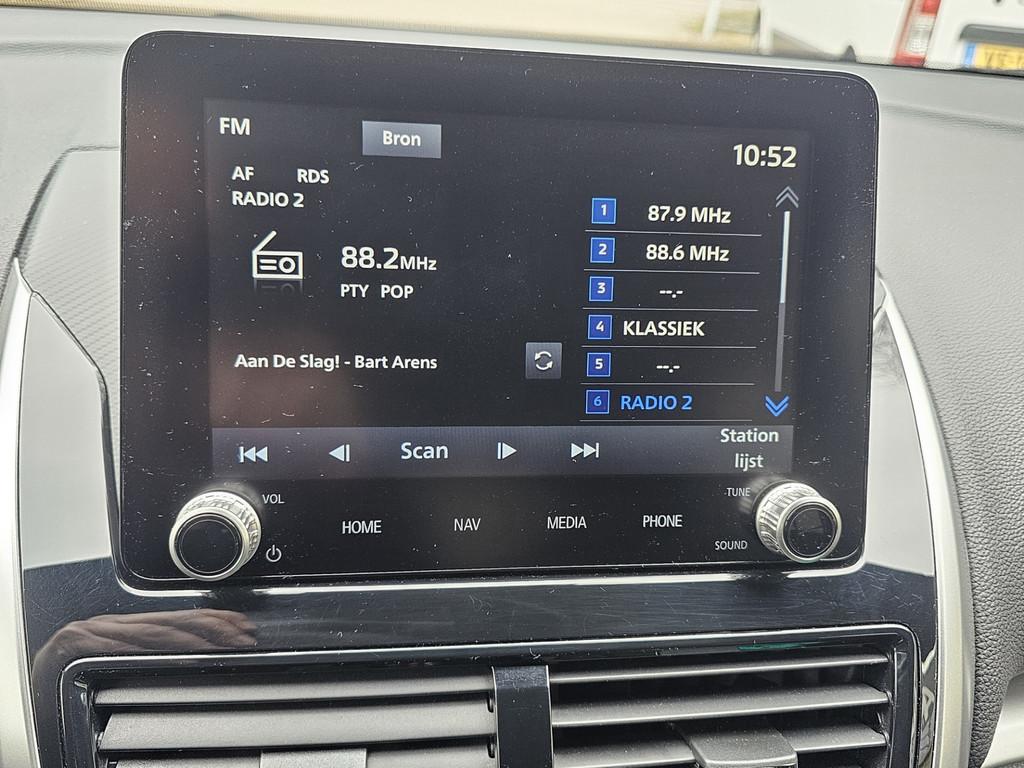 FM
Bron
10:52
AF RDS
RADIO 2
88.2 MHz
PTY POP
Aan De Slag! - Bart Arens
1 87.9 MHz
2 88.6 MHz
3 --.-
4 KLASSIEK
5 --.-
6 RADIO 2
Scan
Station
lijst
VOL
TUNE
HOME NAV MEDIA PHONE
SOUND